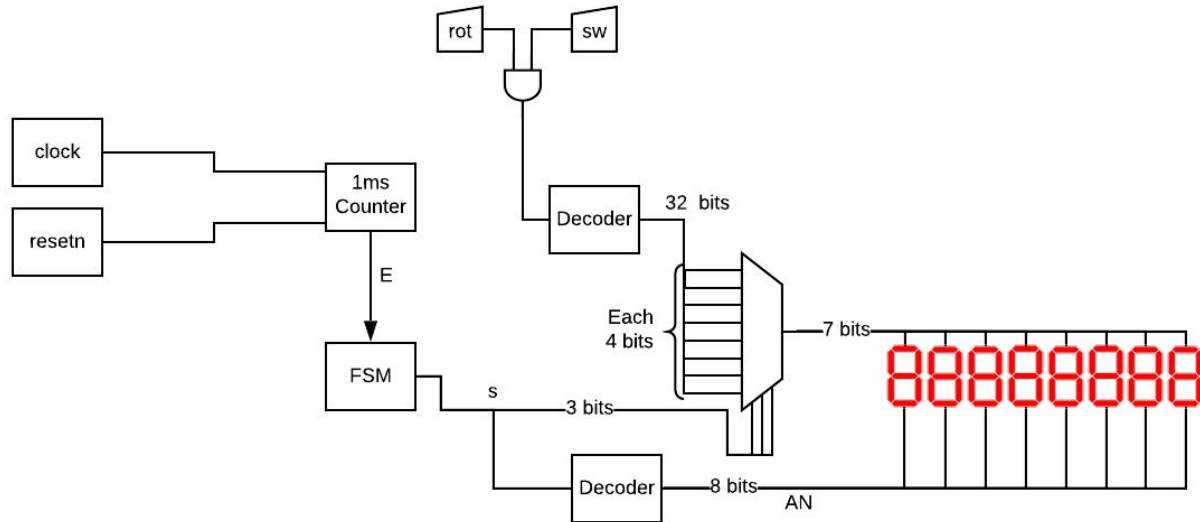 rot
sw
clock
1ms
Counter
resetn
Decoder
32 bits
E
Each
4 bits
7 bits
FSM
s
3 bits
Decoder
8 bits
AN